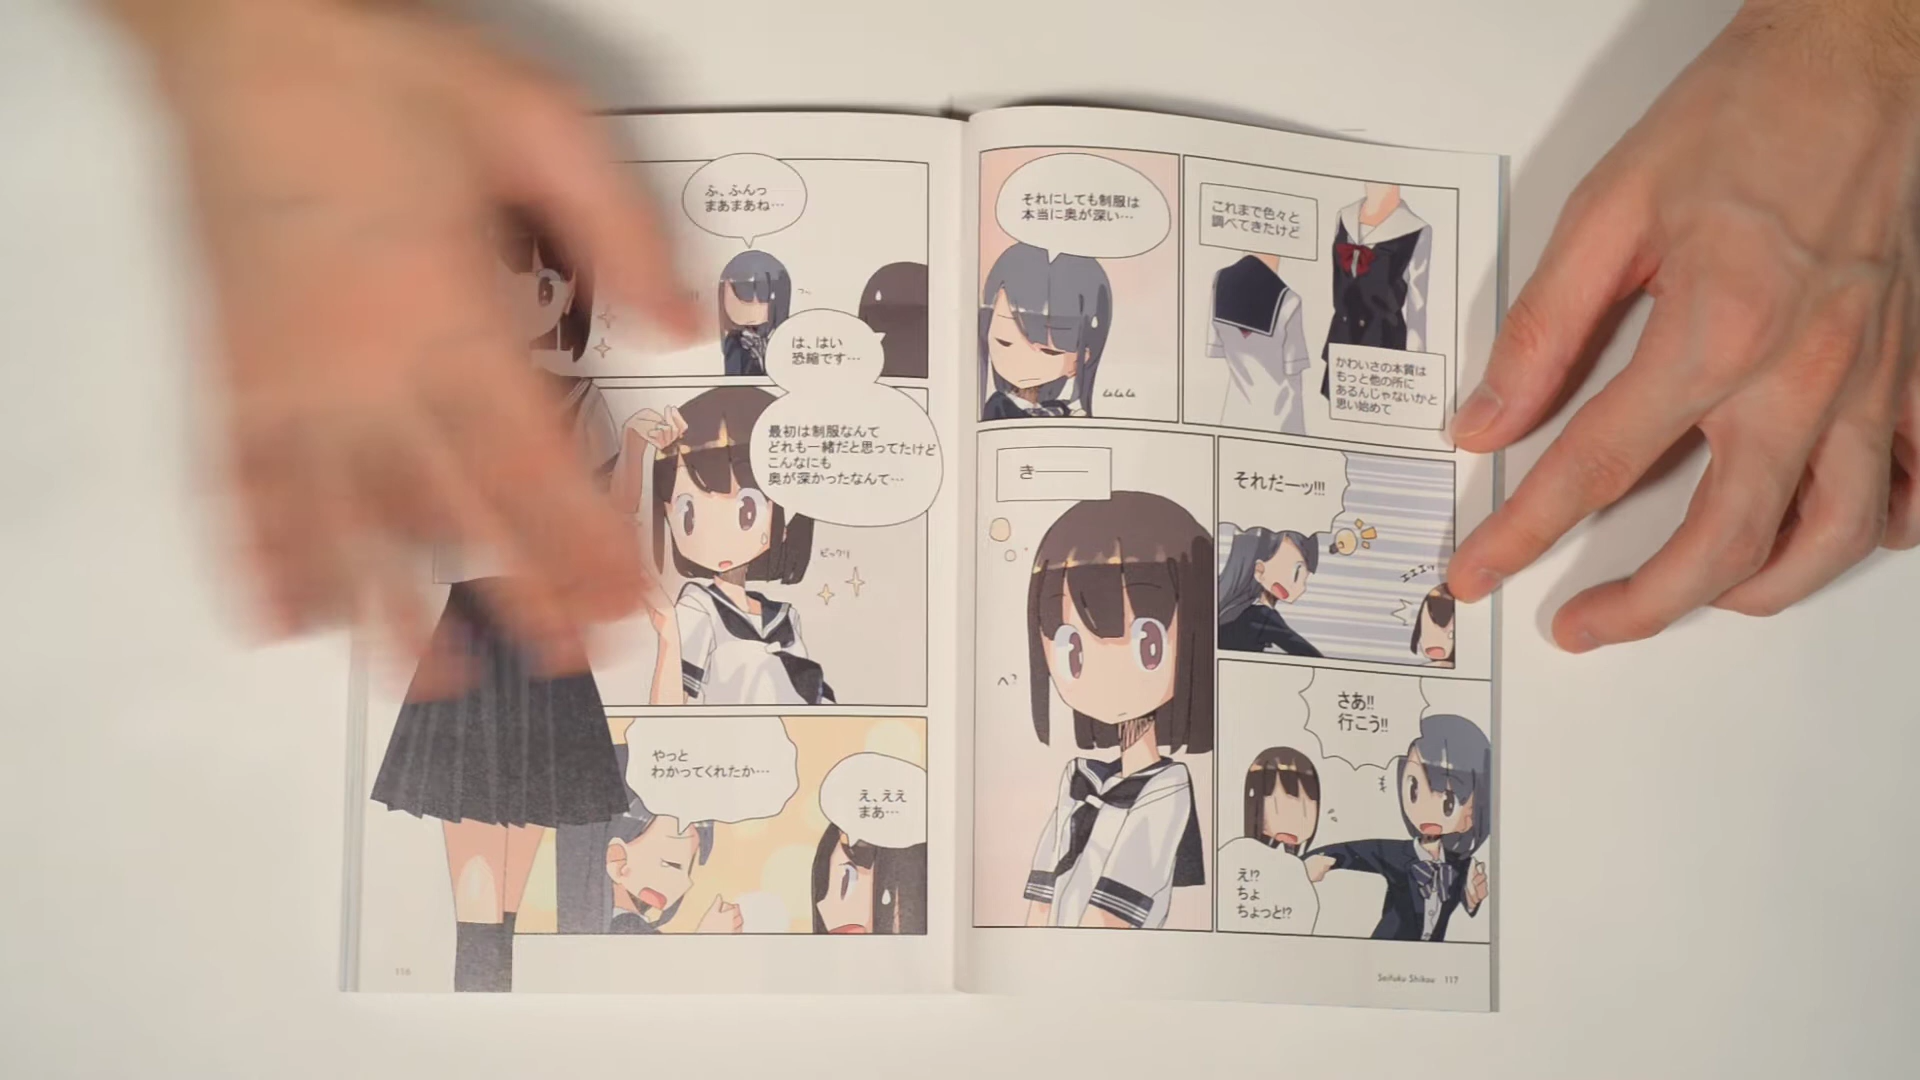 ふ、ふんっ
まあまあね…
は、はい
恐縮です…
最初は制服なんて
どれも一緒だと思ってたけど
こんなにも
奥が深かったなんて…
ビックリ
やっと
わかってくれたか…
え、ええ
まあ…
116
これまで色々と
調べてきたけど
かわいさの本質は
もっと他の所に
あるんじゃないかと
思い始めて
それにしても制服は
本当に奥が深い…
ムムム
それだーッ!!!
エエエッ
き――
へ?
さあ!!
行こう!!
え!?
ちょ
ちょっと!?
Seifuku Shikou 117